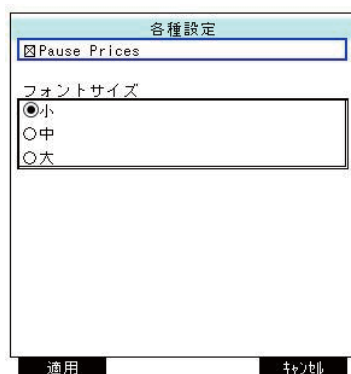 各種設定
Pause Prices
フォントサイズ
小
中
大
適用
ｷｬﾝｾﾙ